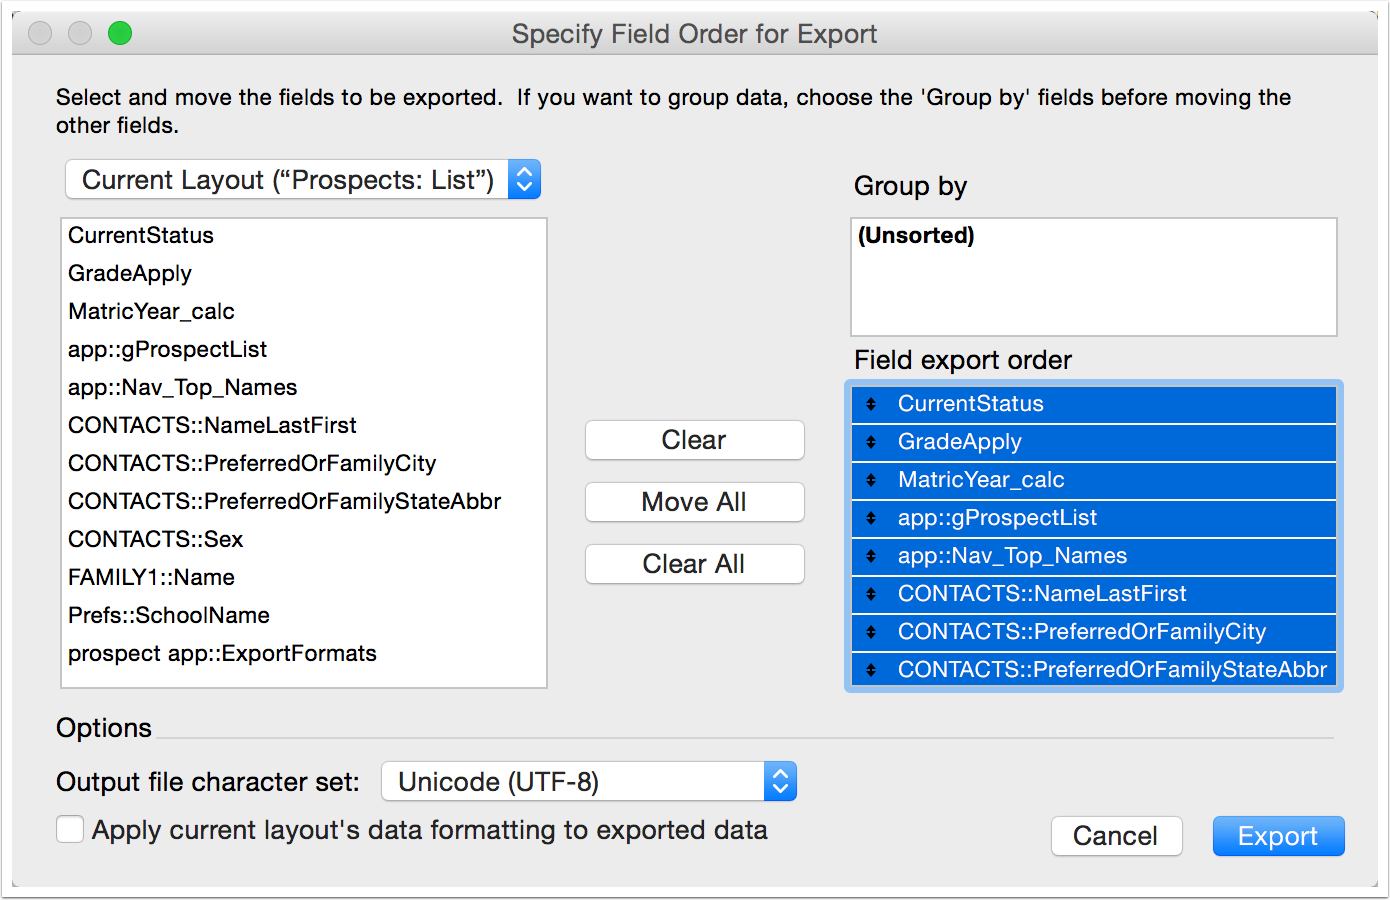 Specify Field Order for Export
Select and move the fields to be exported.  If you want to group data, choose the 'Group by' fields before moving the
other fields.
Current Layout (“Prospects: List”)
CurrentStatus
GradeApply
MatricYear_calc
app::gProspectList
app::Nav_Top_Names
CONTACTS::NameLastFirst
CONTACTS::PreferredOrFamilyCity
CONTACTS::PreferredOrFamilyStateAbbr
CONTACTS::Sex
FAMILY1::Name
Prefs::SchoolName
prospect app::ExportFormats
Clear
Move All
Clear All
Group by
(Unsorted)
Field export order
CurrentStatus
GradeApply
MatricYear_calc
app::gProspectList
app::Nav_Top_Names
CONTACTS::NameLastFirst
CONTACTS::PreferredOrFamilyCity
CONTACTS::PreferredOrFamilyStateAbbr
Options
Output file character set:
Unicode (UTF-8)
Apply current layout's data formatting to exported data
Cancel
Export